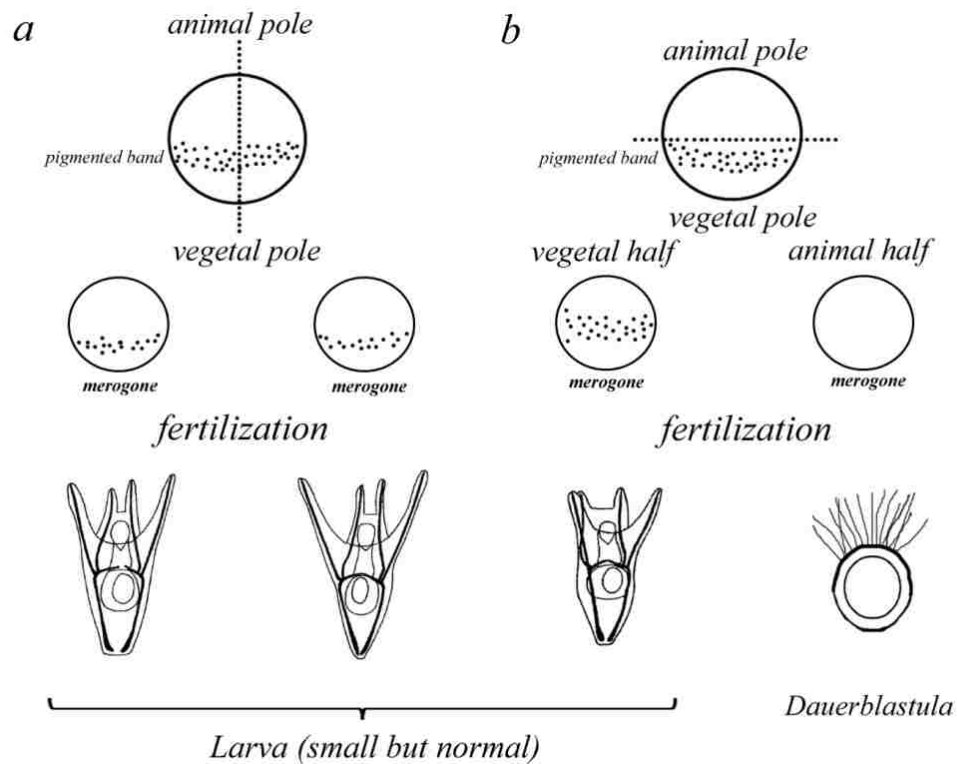 a
animal pole
pigmented band
vegetal pole
merogone
merogone
fertilization
b
animal pole
pigmented band
vegetal pole
vegetal half
animal half
merogone
merogone
fertilization
Larva (small but normal)
Dauerblastula